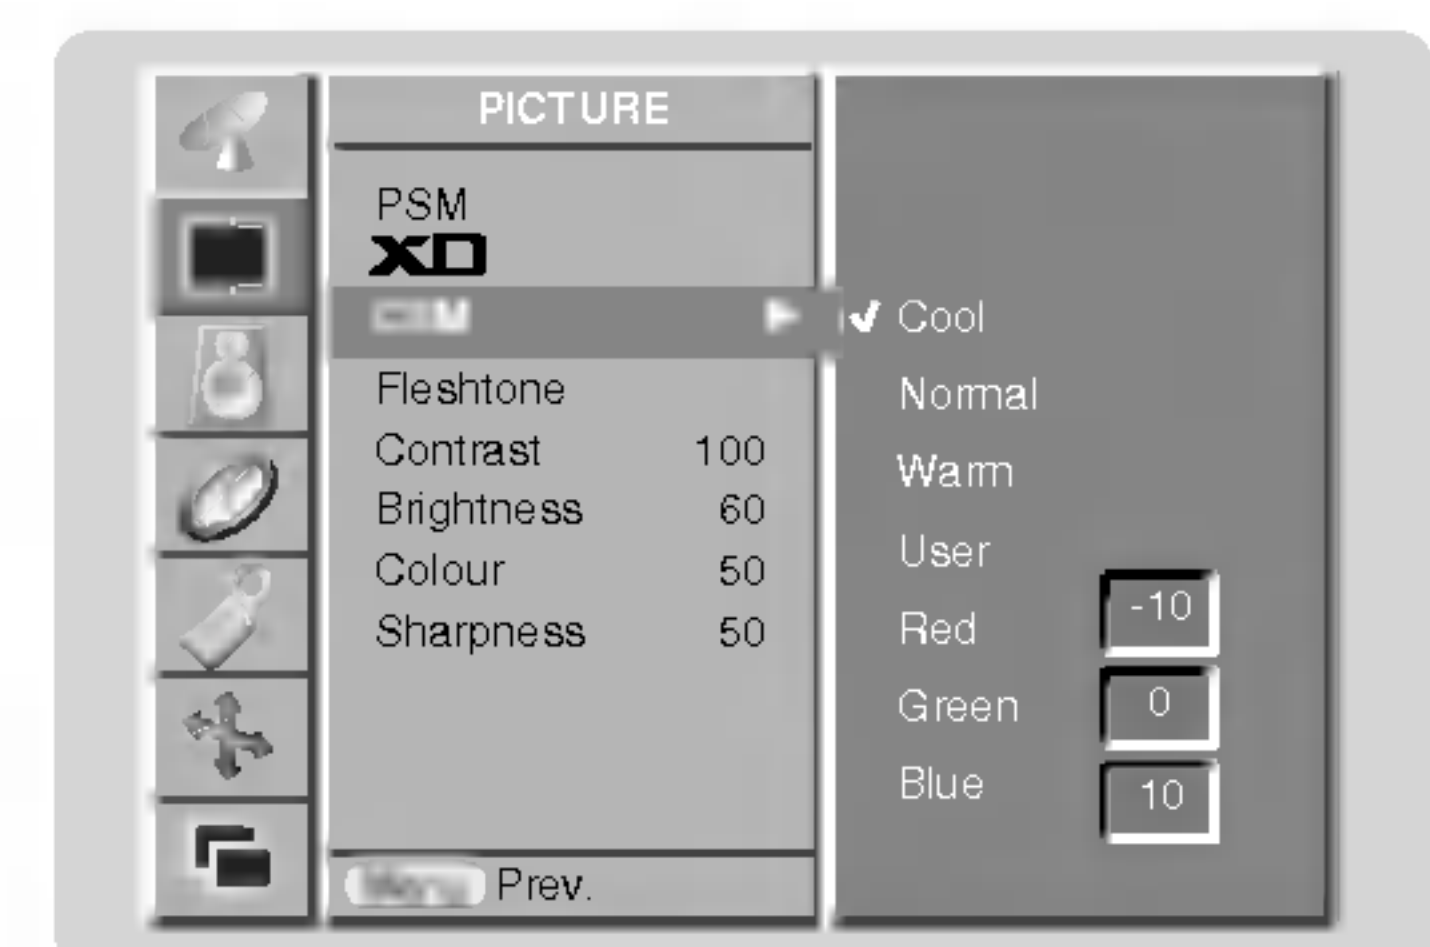 PICTURE
PSM
XD
Fleshtone
Contrast 100
Brightness 60
Colour 50
Sharpness 50
Prev.
Cool
Normal
Warm
User
Red -10
Green 0
Blue 10